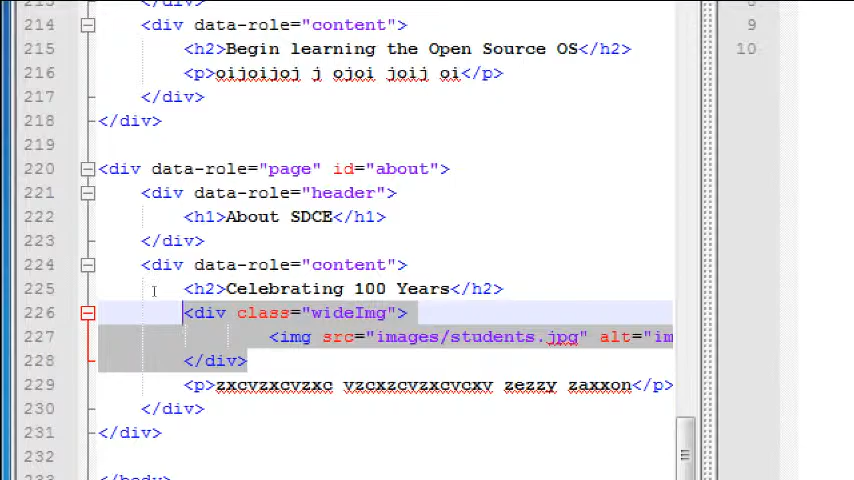 213 </div>
214 <div data-role="content">
215 <h2>Begin learning the Open Source OS</h2>
216 <p>oijoijoj j ojoi joij oi</p>
217 </div>
218 </div>
219
220 <div data-role="page" id="about">
221 <div data-role="header">
222 <h1>About SDCE</h1>
223 </div>
224 <div data-role="content">
225 <h2>Celebrating 100 Years</h2>
226 <div class="wideImg">
227 <img src="images/students.jpg" alt="im
228 </div>
229 <p>zxcvzxcvzxc vzcxzcvzxcvcxv zezzy zaxxon</p>
230 </div>
231 </div>
232
233 </body>
9
10